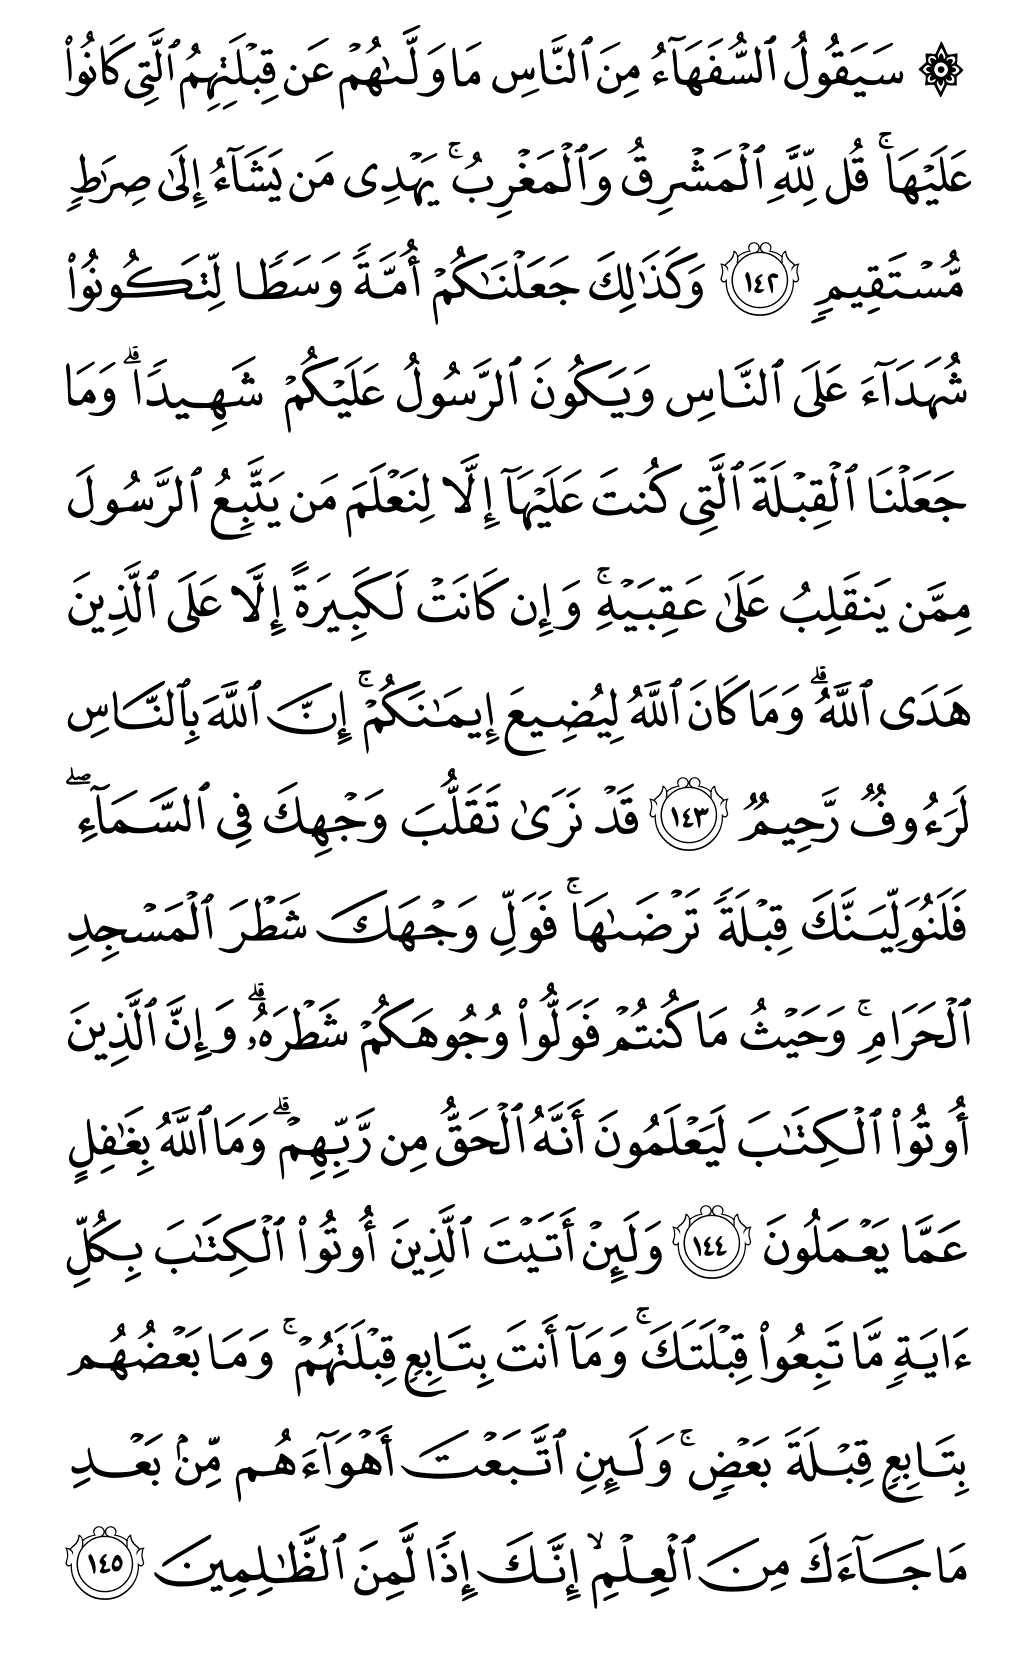 ۞ سَيَقُولُ ٱلسُّفَهَآءُ مِنَ ٱلنَّاسِ مَا وَلَّىٰهُمْ عَن قِبْلَتِهِمُ ٱلَّتِى كَانُوا۟
عَلَيْهَا ۚ قُل لِّلَّهِ ٱلْمَشْرِقُ وَٱلْمَغْرِبُ ۚ يَهْدِى مَن يَشَآءُ إِلَىٰ صِرَٰطٍ
مُّسْتَقِيمٍ ١٤٢ وَكَذَٰلِكَ جَعَلْنَـٰكُمْ أُمَّةً وَسَطًا لِّتَكُونُوا۟
شُهَدَآءَ عَلَى ٱلنَّاسِ وَيَكُونَ ٱلرَّسُولُ عَلَيْكُمْ شَهِيدًا ۗ وَمَا
جَعَلْنَا ٱلْقِبْلَةَ ٱلَّتِى كُنتَ عَلَيْهَآ إِلَّا لِنَعْلَمَ مَن يَتَّبِعُ ٱلرَّسُولَ
مِمَّن يَنقَلِبُ عَلَىٰ عَقِبَيْهِ ۚ وَإِن كَانَتْ لَكَبِيرَةً إِلَّا عَلَى ٱلَّذِينَ
هَدَى ٱللَّهُ ۗ وَمَا كَانَ ٱللَّهُ لِيُضِيعَ إِيمَـٰنَكُمْ ۚ إِنَّ ٱللَّهَ بِٱلنَّاسِ
لَرَءُوفٌ رَّحِيمٌ ١٤٣ قَدْ نَرَىٰ تَقَلُّبَ وَجْهِكَ فِى ٱلسَّمَآءِ ۖ
فَلَنُوَلِّيَنَّكَ قِبْلَةً تَرْضَىٰهَا ۚ فَوَلِّ وَجْهَكَ شَطْرَ ٱلْمَسْجِدِ
ٱلْحَرَامِ ۚ وَحَيْثُ مَا كُنتُمْ فَوَلُّوا۟ وُجُوهَكُمْ شَطْرَهُۥ ۗ وَإِنَّ ٱلَّذِينَ
أُوتُوا۟ ٱلْكِتَـٰبَ لَيَعْلَمُونَ أَنَّهُ ٱلْحَقُّ مِن رَّبِّهِمْ ۗ وَمَا ٱللَّهُ بِغَـٰفِلٍ
عَمَّا يَعْمَلُونَ ١٤٤ وَلَئِنْ أَتَيْتَ ٱلَّذِينَ أُوتُوا۟ ٱلْكِتَـٰبَ بِكُلِّ
ءَايَةٍ مَّا تَبِعُوا۟ قِبْلَتَكَ ۚ وَمَآ أَنتَ بِتَابِعٍ قِبْلَتَهُمْ ۚ وَمَا بَعْضُهُم
بِتَابِعٍ قِبْلَةَ بَعْضٍ ۚ وَلَئِنِ ٱتَّبَعْتَ أَهْوَآءَهُم مِّنۢ بَعْدِ
مَا جَآءَكَ مِنَ ٱلْعِلْمِ ۙ إِنَّكَ إِذًا لَّمِنَ ٱلظَّـٰلِمِينَ ١٤٥